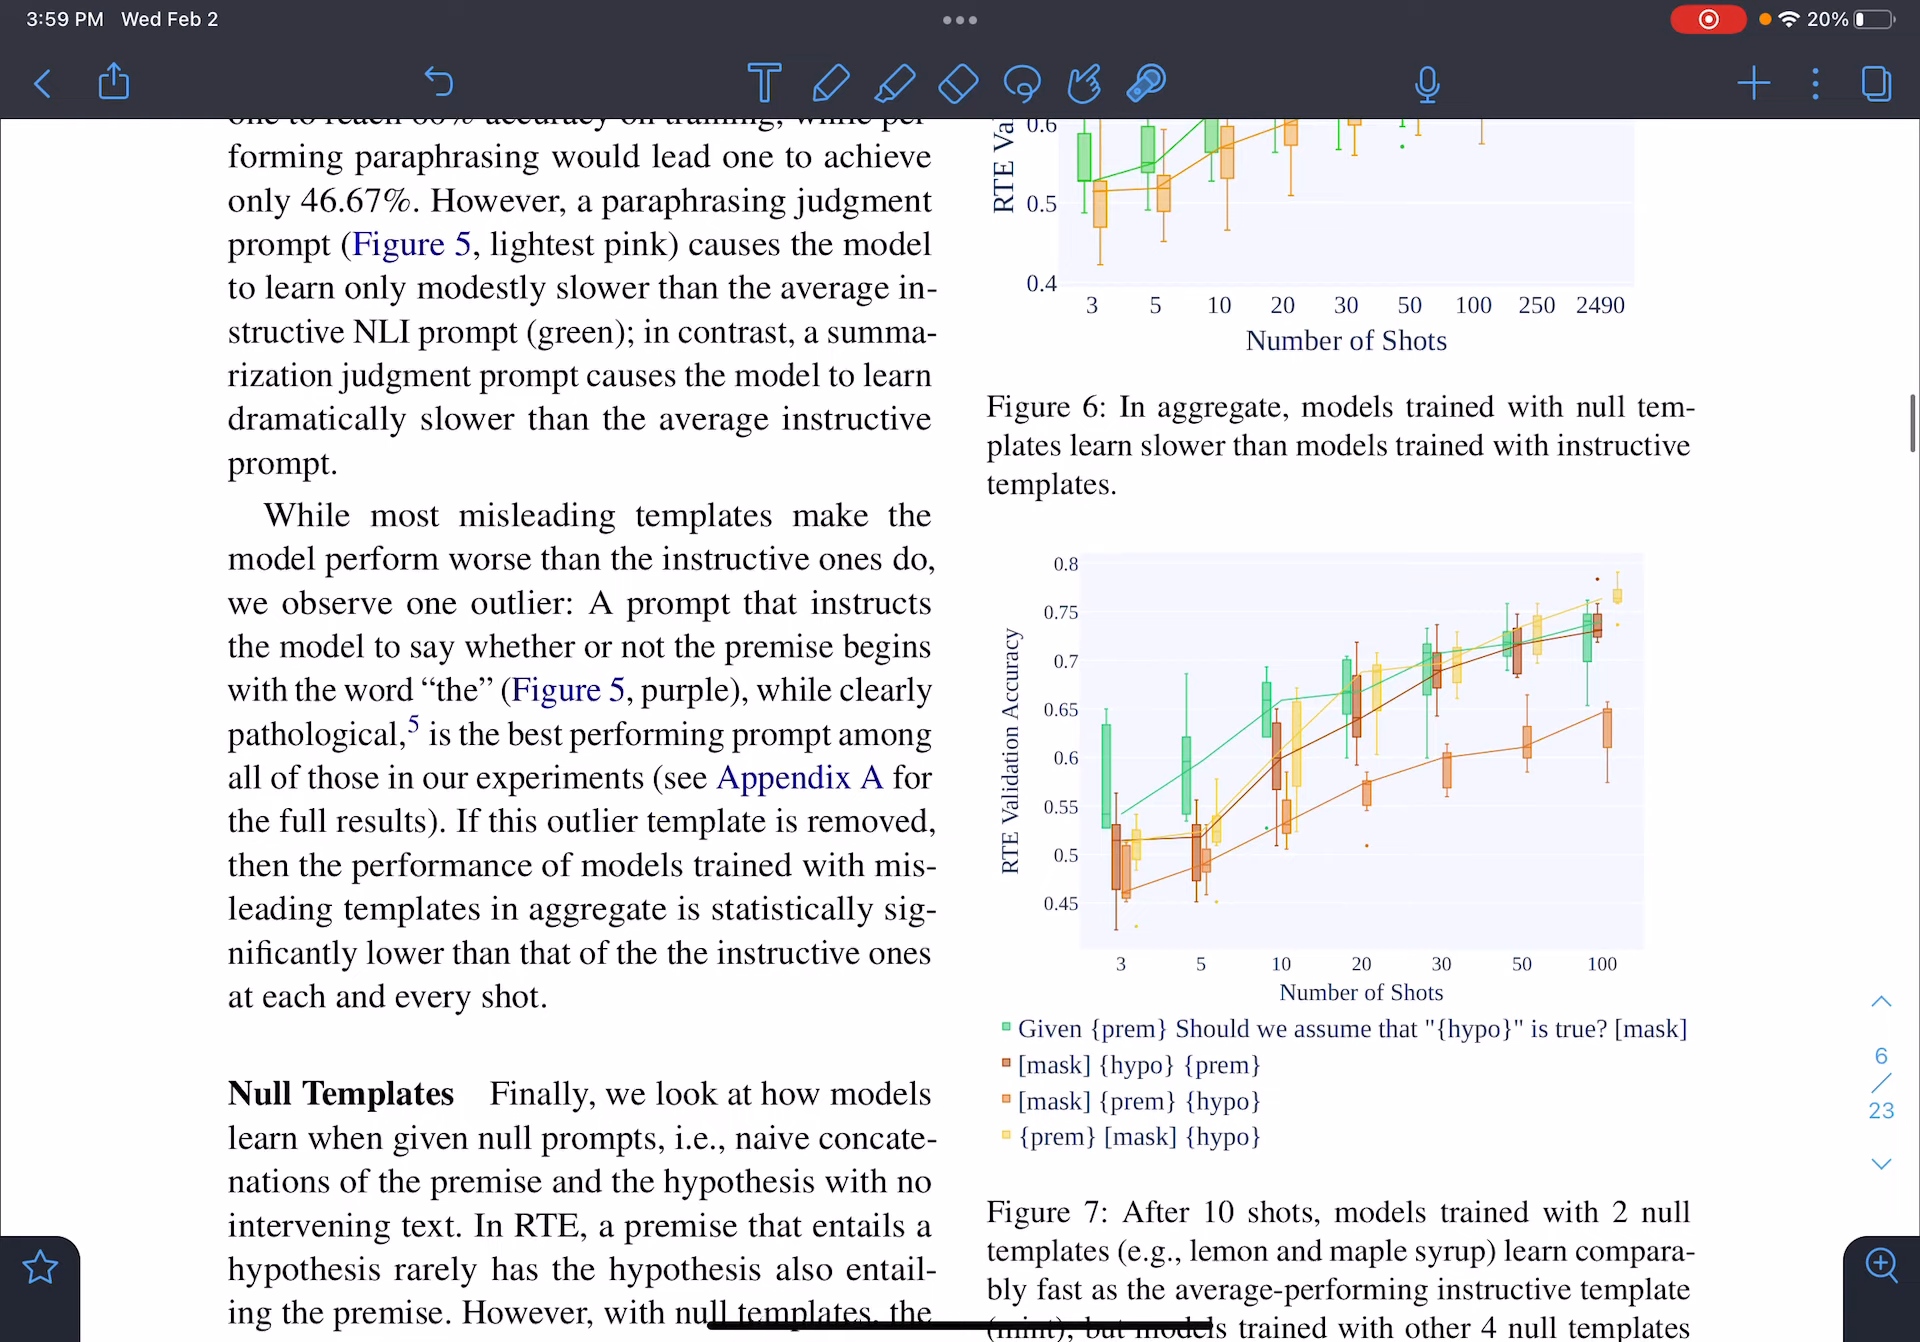 3:59 PM Wed Feb 2
20%
one to reach 60% accuracy on training, while per-
forming paraphrasing would lead one to achieve
only 46.67%. However, a paraphrasing judgment
prompt (Figure 5, lightest pink) causes the model
to learn only modestly slower than the average in-
structive NLI prompt (green); in contrast, a summa-
rization judgment prompt causes the model to learn
dramatically slower than the average instructive
prompt.
While most misleading templates make the
model perform worse than the instructive ones do,
we observe one outlier: A prompt that instructs
the model to say whether or not the premise begins
with the word “the” (Figure 5, purple), while clearly
pathological,5 is the best performing prompt among
all of those in our experiments (see Appendix A for
the full results). If this outlier template is removed,
then the performance of models trained with mis-
leading templates in aggregate is statistically sig-
nificantly lower than that of the the instructive ones
at each and every shot.
Null Templates Finally, we look at how models
learn when given null prompts, i.e., naive concate-
nations of the premise and the hypothesis with no
intervening text. In RTE, a premise that entails a
hypothesis rarely has the hypothesis also entail-
ing the premise. However, with null templates, the
RTE Va
0.6
0.5
0.4
3 5 10 20 30 50 100 250 2490
Number of Shots
Figure 6: In aggregate, models trained with null tem-
plates learn slower than models trained with instructive
templates.
RTE Validation Accuracy
0.8
0.75
0.7
0.65
0.6
0.55
0.5
0.45
3 5 10 20 30 50 100
Number of Shots
Given {prem} Should we assume that "{hypo}" is true? [mask]
[mask] {hypo} {prem}
[mask] {prem} {hypo}
{prem} [mask] {hypo}
Figure 7: After 10 shots, models trained with 2 null
templates (e.g., lemon and maple syrup) learn compara-
bly fast as the average-performing instructive template
(mint), but models trained with other 4 null templates
6
/
23